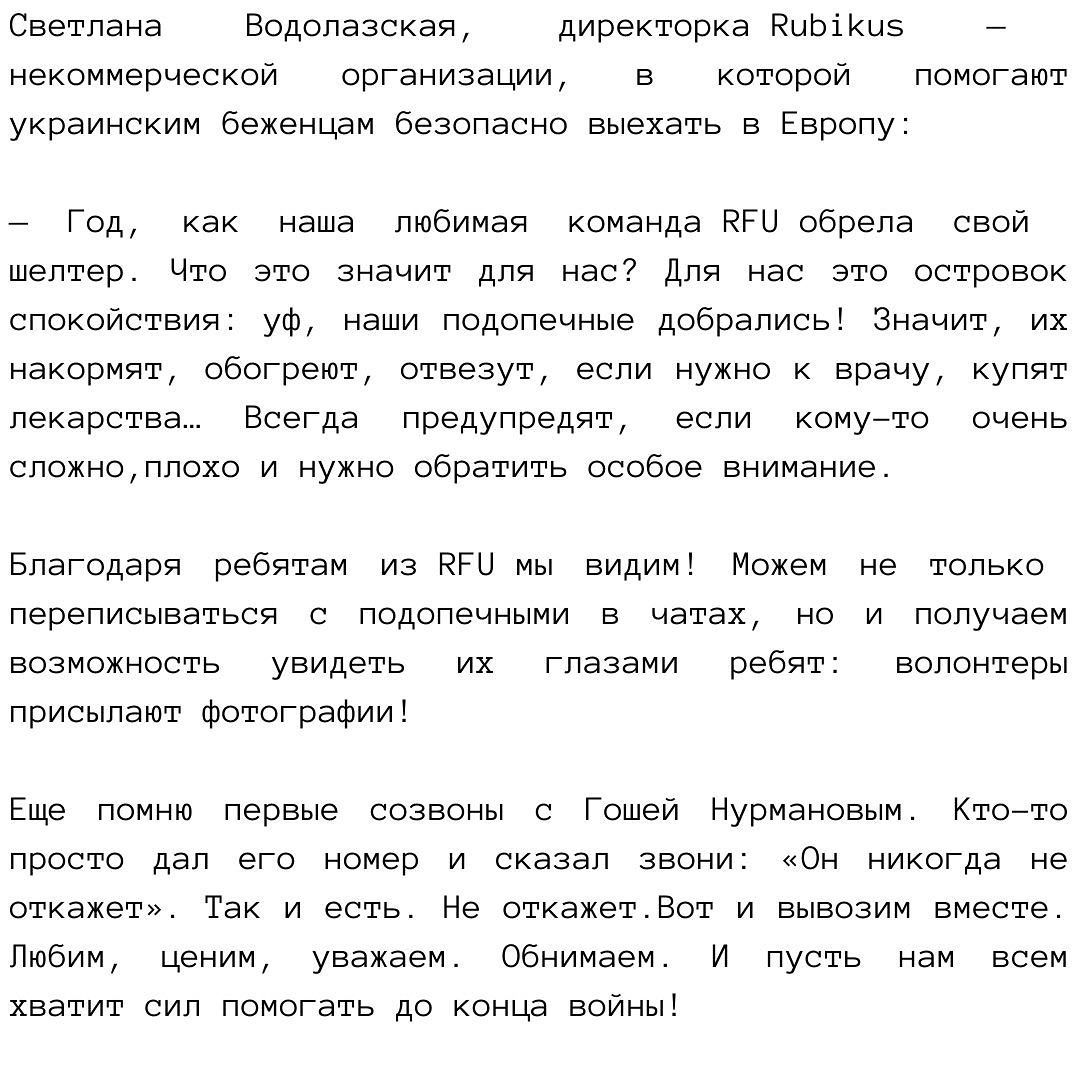 Светлана Водолазская, директорка Rubikus —
некоммерческой организации, в которой помогают
украинским беженцам безопасно выехать в Европу:
— Год, как наша любимая команда RFU обрела свой
шелтер. Что это значит для нас? Для нас это островок
спокойствия: уф, наши подопечные добрались! Значит, их
накормят, обогреют, отвезут, если нужно к врачу, купят
лекарства… Всегда предупредят, если кому-то очень
сложно,плохо и нужно обратить особое внимание.
Благодаря ребятам из RFU мы видим! Можем не только
переписываться с подопечными в чатах, но и получаем
возможность увидеть их глазами ребят: волонтеры
присылают фотографии!
Еще помню первые созвоны с Гошей Нурмановым. Кто-то
просто дал его номер и сказал звони: «Он никогда не
откажет». Так и есть. Не откажет.Вот и вывозим вместе.
Любим, ценим, уважаем. Обнимаем. И пусть нам всем
хватит сил помогать до конца войны!